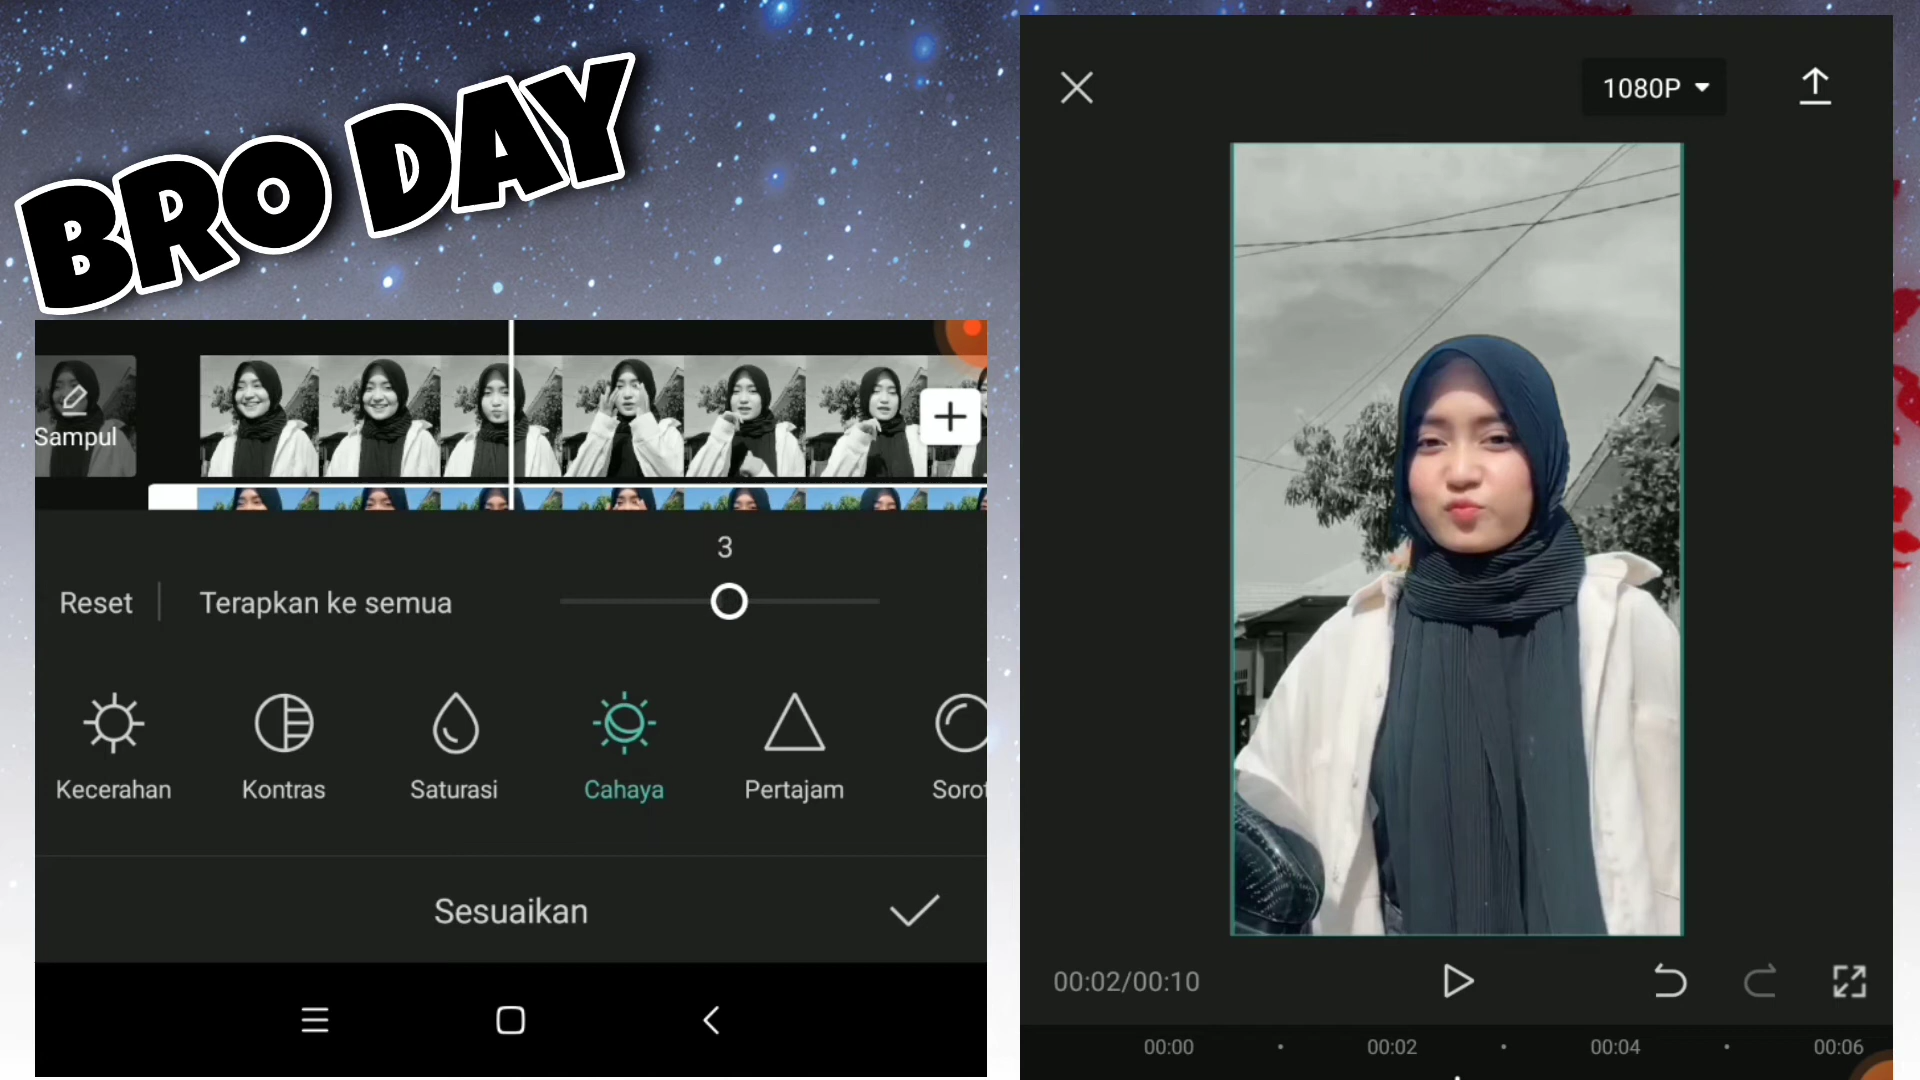 BRO DAY
Sampul
3
Reset
Terapkan ke semua
Kecerahan
Kontras
Saturasi
Cahaya
Pertajam
Sorot
Sesuaikan
1080P
00:02/00:10
00:00
00:02
00:04
00:06